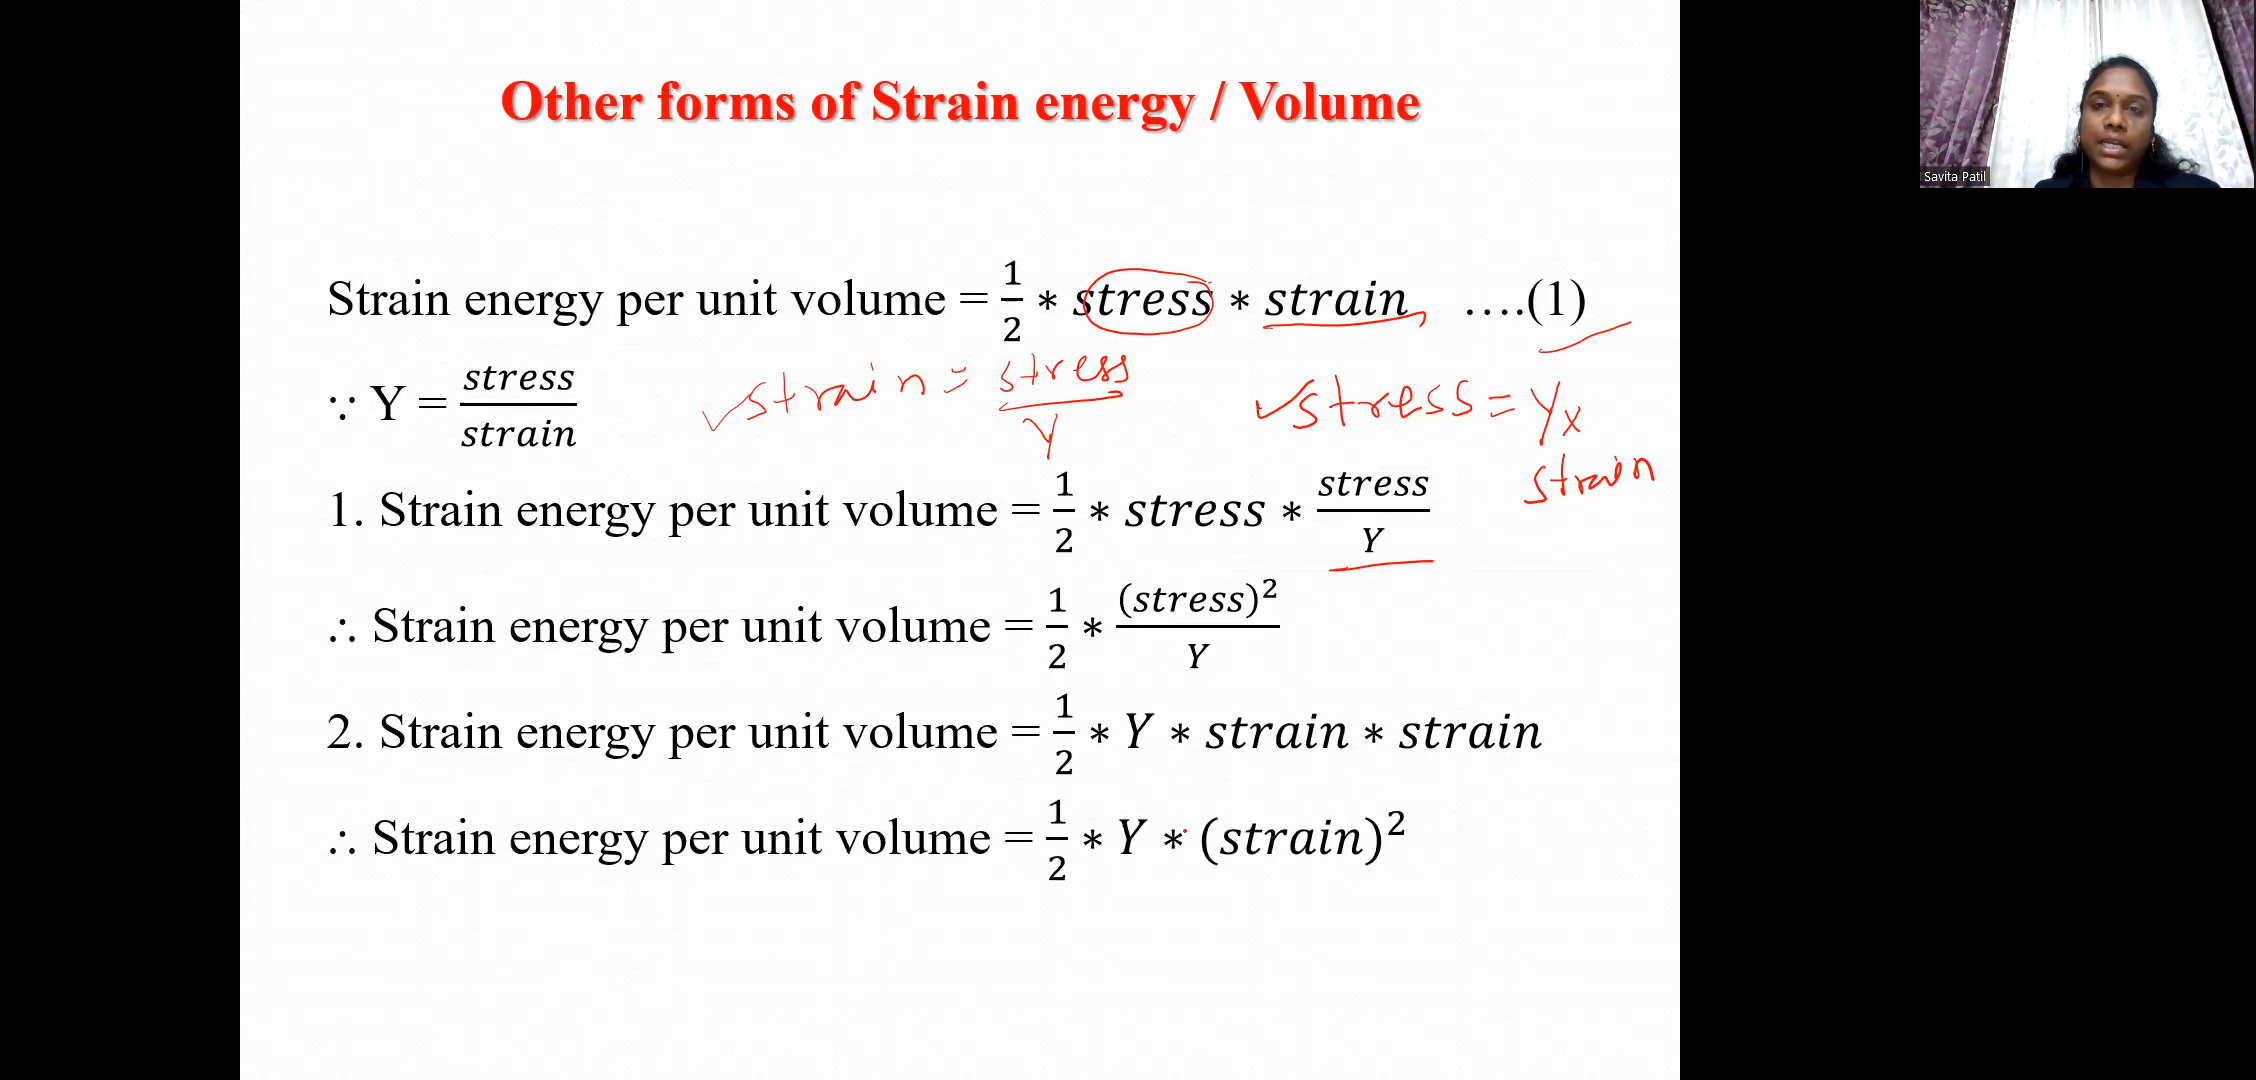 Other forms of Strain energy / Volume
Savita Patil
Strain energy per unit volume = 1/2 * stress * strain ....(1)
∵ Y = stress/strain
✓strain = stress/Y
✓stress = Y x
strain
1. Strain energy per unit volume = 1/2 * stress * stress/Y
∴ Strain energy per unit volume = 1/2 * (stress)²/Y
2. Strain energy per unit volume = 1/2 * Y * strain * strain
∴ Strain energy per unit volume = 1/2 * Y * (strain)²